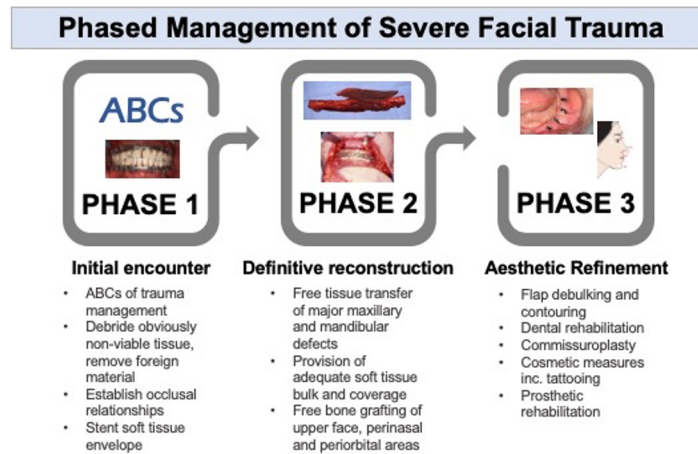 Phased Management of Severe Facial Trauma
ABCs
PHASE 1
PHASE 2
PHASE 3
Initial encounter
• ABCs of trauma
management
• Debride obviously
non-viable tissue,
remove foreign
material
• Establish occlusal
relationships
• Stent soft tissue
envelope
Definitive reconstruction
• Free tissue transfer
of major maxillary
and mandibular
defects
• Provision of
adequate soft tissue
bulk and coverage
• Free bone grafting of
upper face, perinasal
and periorbital areas
Aesthetic Refinement
• Flap debulking and
contouring
• Dental rehabilitation
• Commissuroplasty
• Cosmetic measures
inc. tattooing
• Prosthetic
rehabilitation